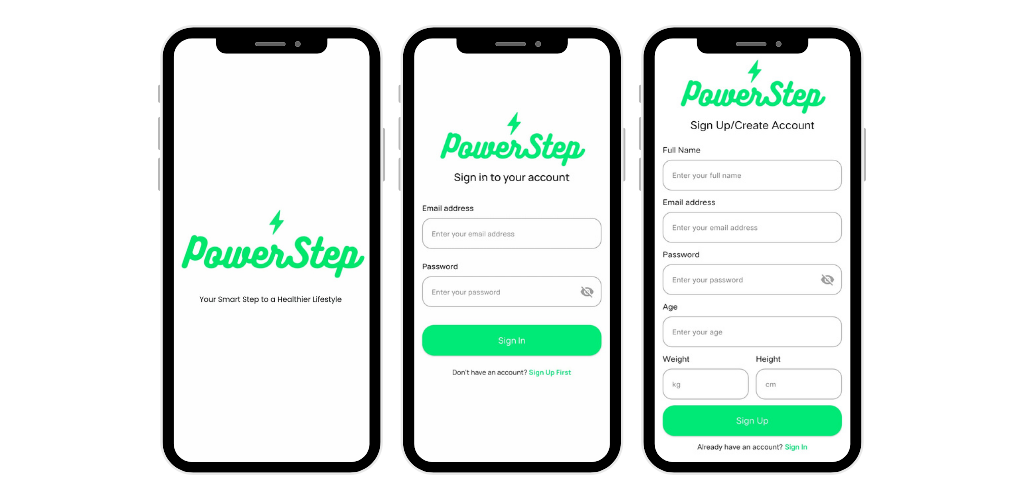 PowerStep
Your Smart Step to a Healthier Lifestyle
PowerStep
Sign in to your account
Email address
Enter your email address
Password
Enter your password
Sign In
Don't have an account? Sign Up First
PowerStep
Sign Up/Create Account
Full Name
Enter your full name
Email address
Enter your email address
Password
Enter your password
Age
Enter your age
Weight Height
kg cm
Sign Up
Already have an account? Sign In